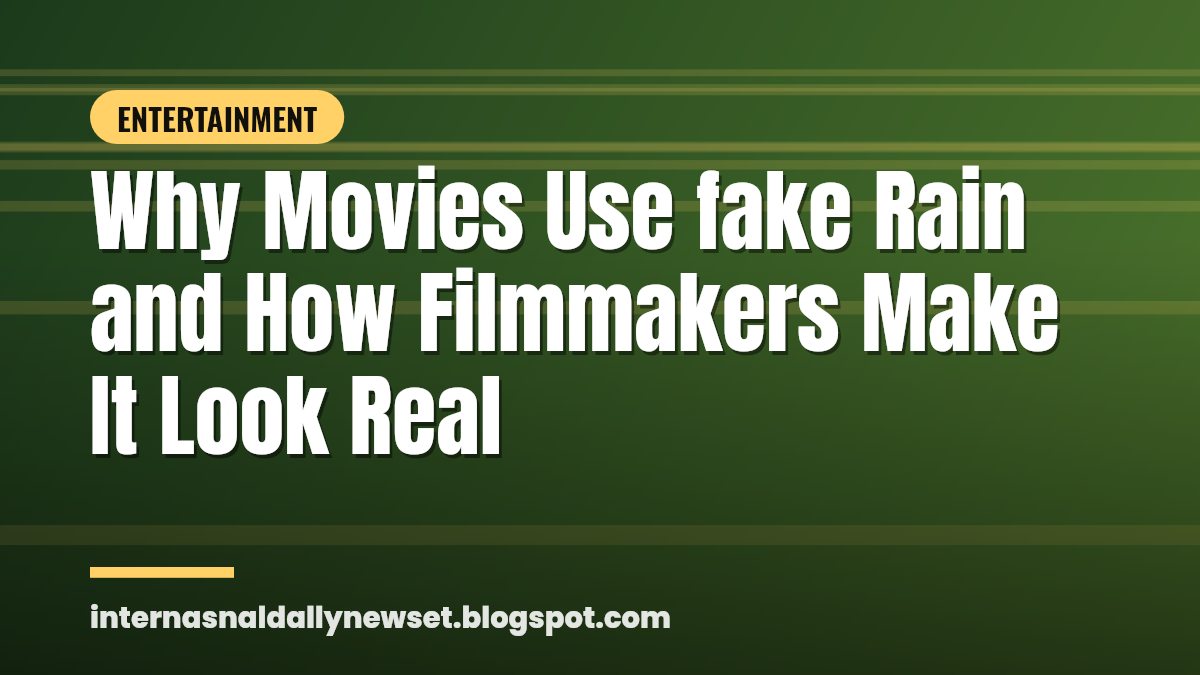 ENTERTAINMENT
Why Movies Use fake Rain
and How Filmmakers Make
It Look Real
internasnaldallynewset.blogspot.com